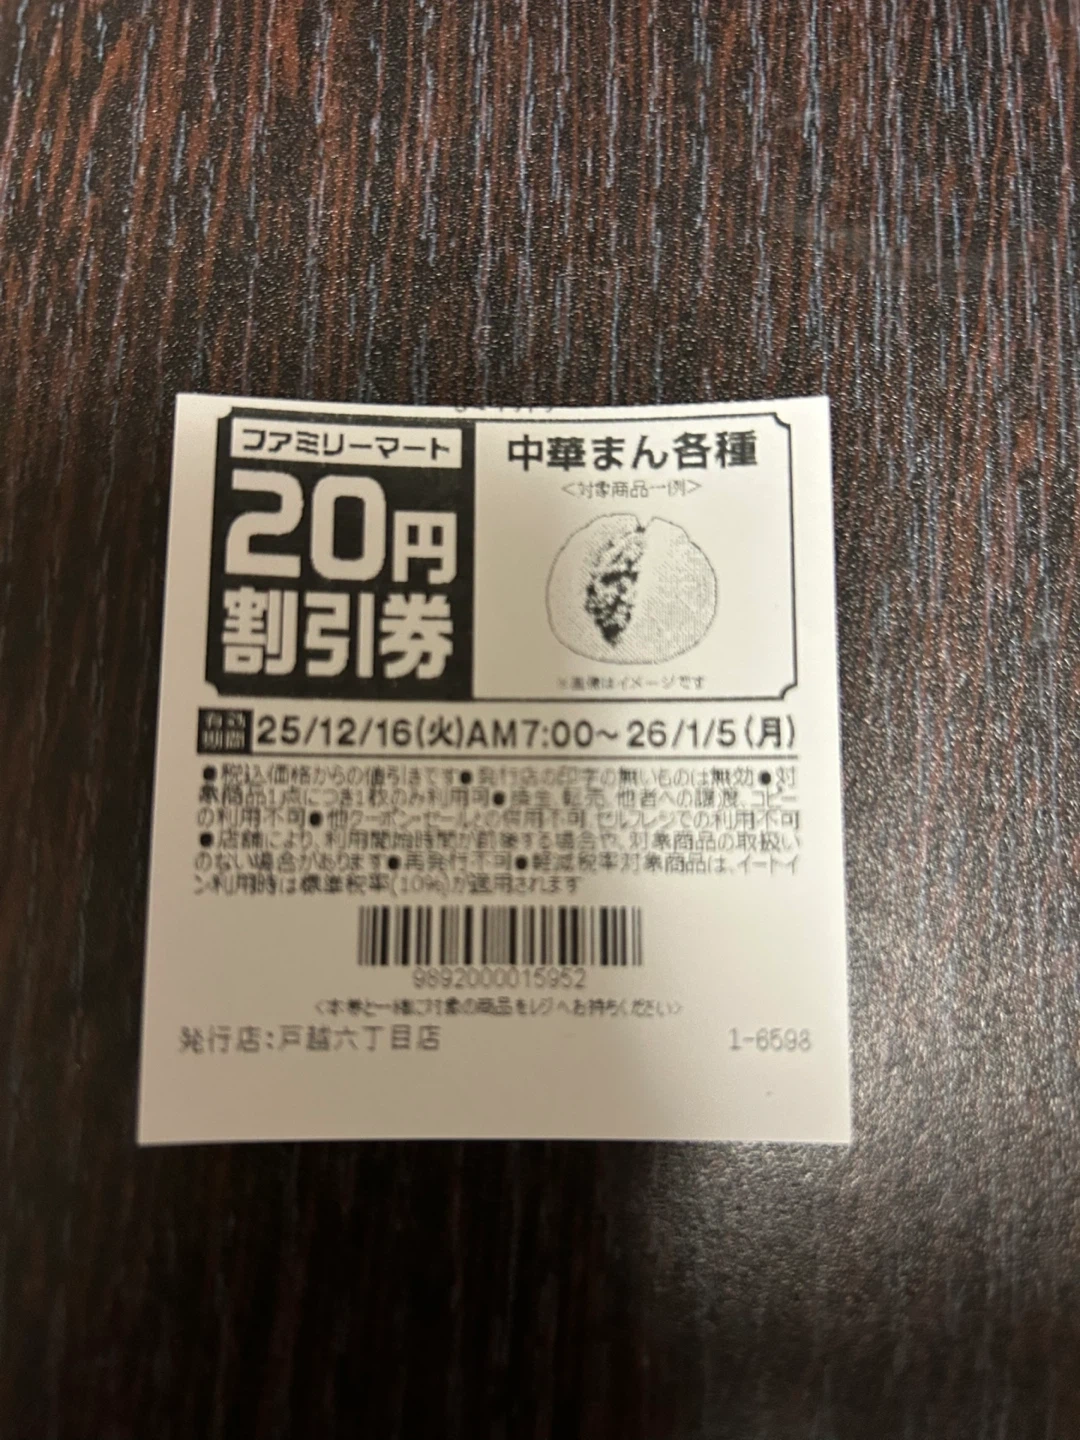 ファミリーマート
20円
割引券
中華まん各種
<対象商品一例>
※画像はイメージです
有効期間 25/12/16(火)AM7:00～26/1/5(月)
●税込価格からの値引きです●発行店の印字の無いものは無効●対
象商品1点につき1枚のみ利用可●換金、転売、他者への譲渡、コピー
の利用不可●他クーポンセールとの併用不可、セルフレジでの利用不可
●店舗により、利用開始時間が前後する場合や、対象商品の取扱い
のない場合があります●再発行不可●軽減税率対象商品は、イートイ
ン利用時は標準税率(10%)が適用されます
9892000015952
<本券と一緒に対象の商品をレジへお持ちください>
発行店:戸越六丁目店
1-6598